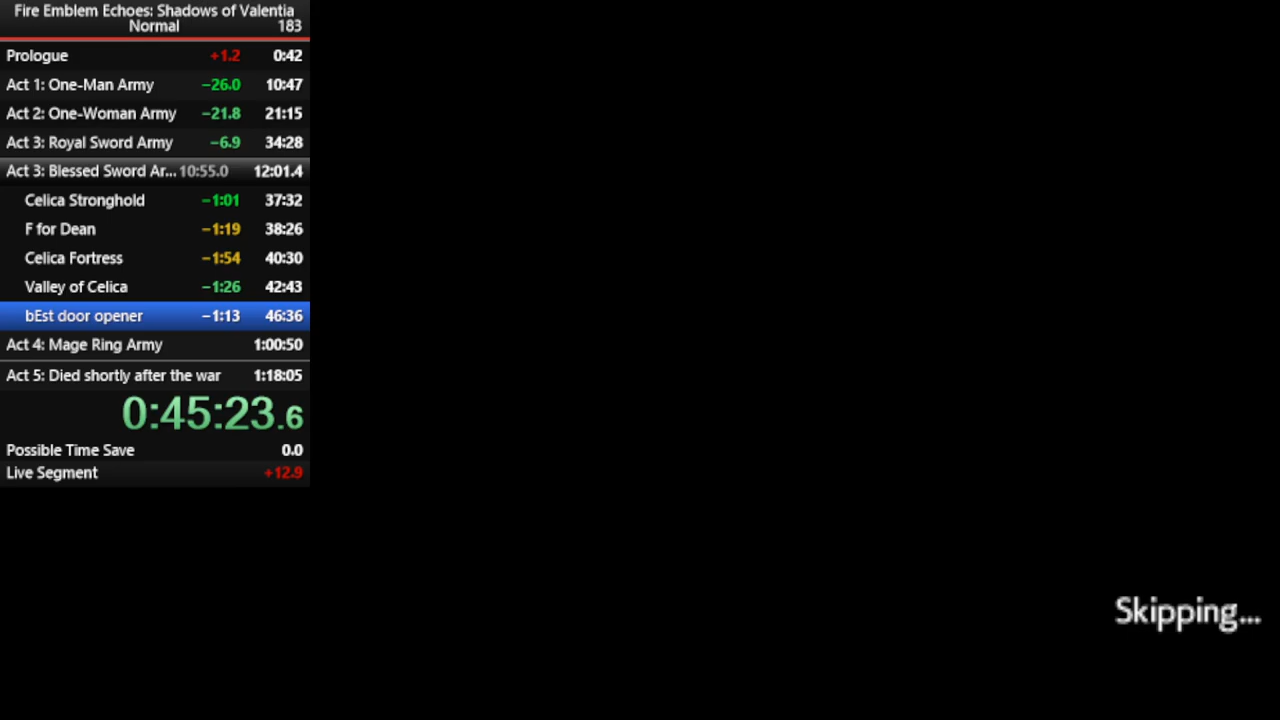 Fire Emblem Echoes: Shadows of Valentia
Normal 183
Prologue +1.2 0:42
Act 1: One-Man Army −26.0 10:47
Act 2: One-Woman Army −21.8 21:15
Act 3: Royal Sword Army −6.9 34:28
Act 3: Blessed Sword Ar... 10:55.0 12:01.4
Celica Stronghold −1:01 37:32
F for Dean −1:19 38:26
Celica Fortress −1:54 40:30
Valley of Celica −1:26 42:43
bEst door opener −1:13 46:36
Act 4: Mage Ring Army 1:00:50
Act 5: Died shortly after the war 1:18:05
0:45:23.6
Possible Time Save 0.0
Live Segment +12.9
Skipping...